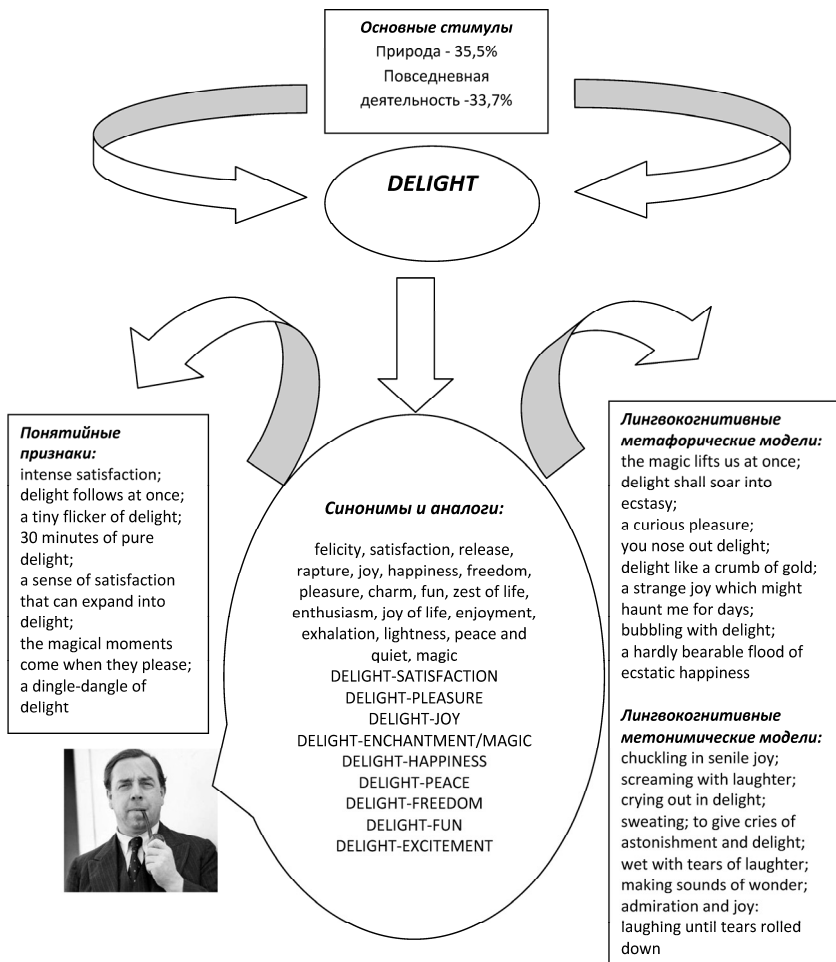 Основные стимулы
Природа - 35,5%
Повседневная
деятельность -33,7%
DELIGHT
Понятийные
признаки:
intense satisfaction;
delight follows at once;
a tiny flicker of delight;
30 minutes of pure
delight;
a sense of satisfaction
that can expand into
delight;
the magical moments
come when they please;
a dingle-dangle of
delight
Синонимы и аналоги:
felicity, satisfaction, release,
rapture, joy, happiness, freedom,
pleasure, charm, fun, zest of life,
enthusiasm, joy of life, enjoyment,
exhalation, lightness, peace and
quiet, magic
DELIGHT-SATISFACTION
DELIGHT-PLEASURE
DELIGHT-JOY
DELIGHT-ENCHANTMENT/MAGIC
DELIGHT-HAPPINESS
DELIGHT-PEACE
DELIGHT-FREEDOM
DELIGHT-FUN
DELIGHT-EXCITEMENT
Лингвокогнитивные
метафорические модели:
the magic lifts us at once;
delight shall soar into
ecstasy;
a curious pleasure;
you nose out delight;
delight like a crumb of gold;
a strange joy which might
haunt me for days;
bubbling with delight;
a hardly bearable flood of
ecstatic happiness
Лингвокогнитивные
метонимические модели:
chuckling in senile joy;
screaming with laughter;
crying out in delight;
sweating; to give cries of
astonishment and delight;
wet with tears of laughter;
making sounds of wonder;
admiration and joy:
laughing until tears rolled
down